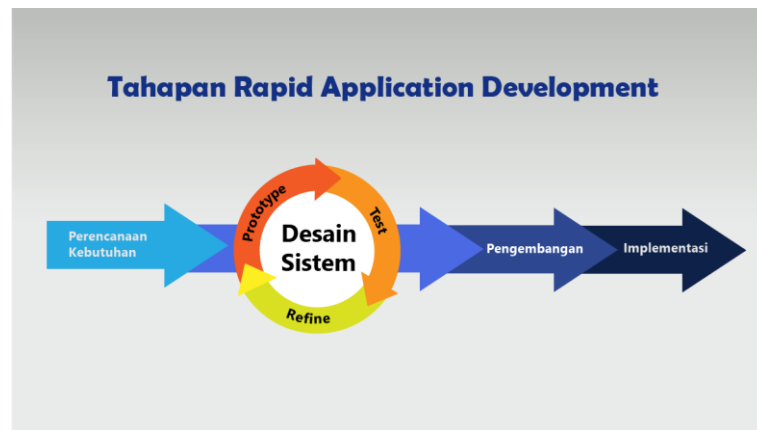 Tahapan Rapid Application Development
Perencanaan
Kebutuhan
Prototype
Test
Refine
Desain
Sistem
Pengembangan
Implementasi